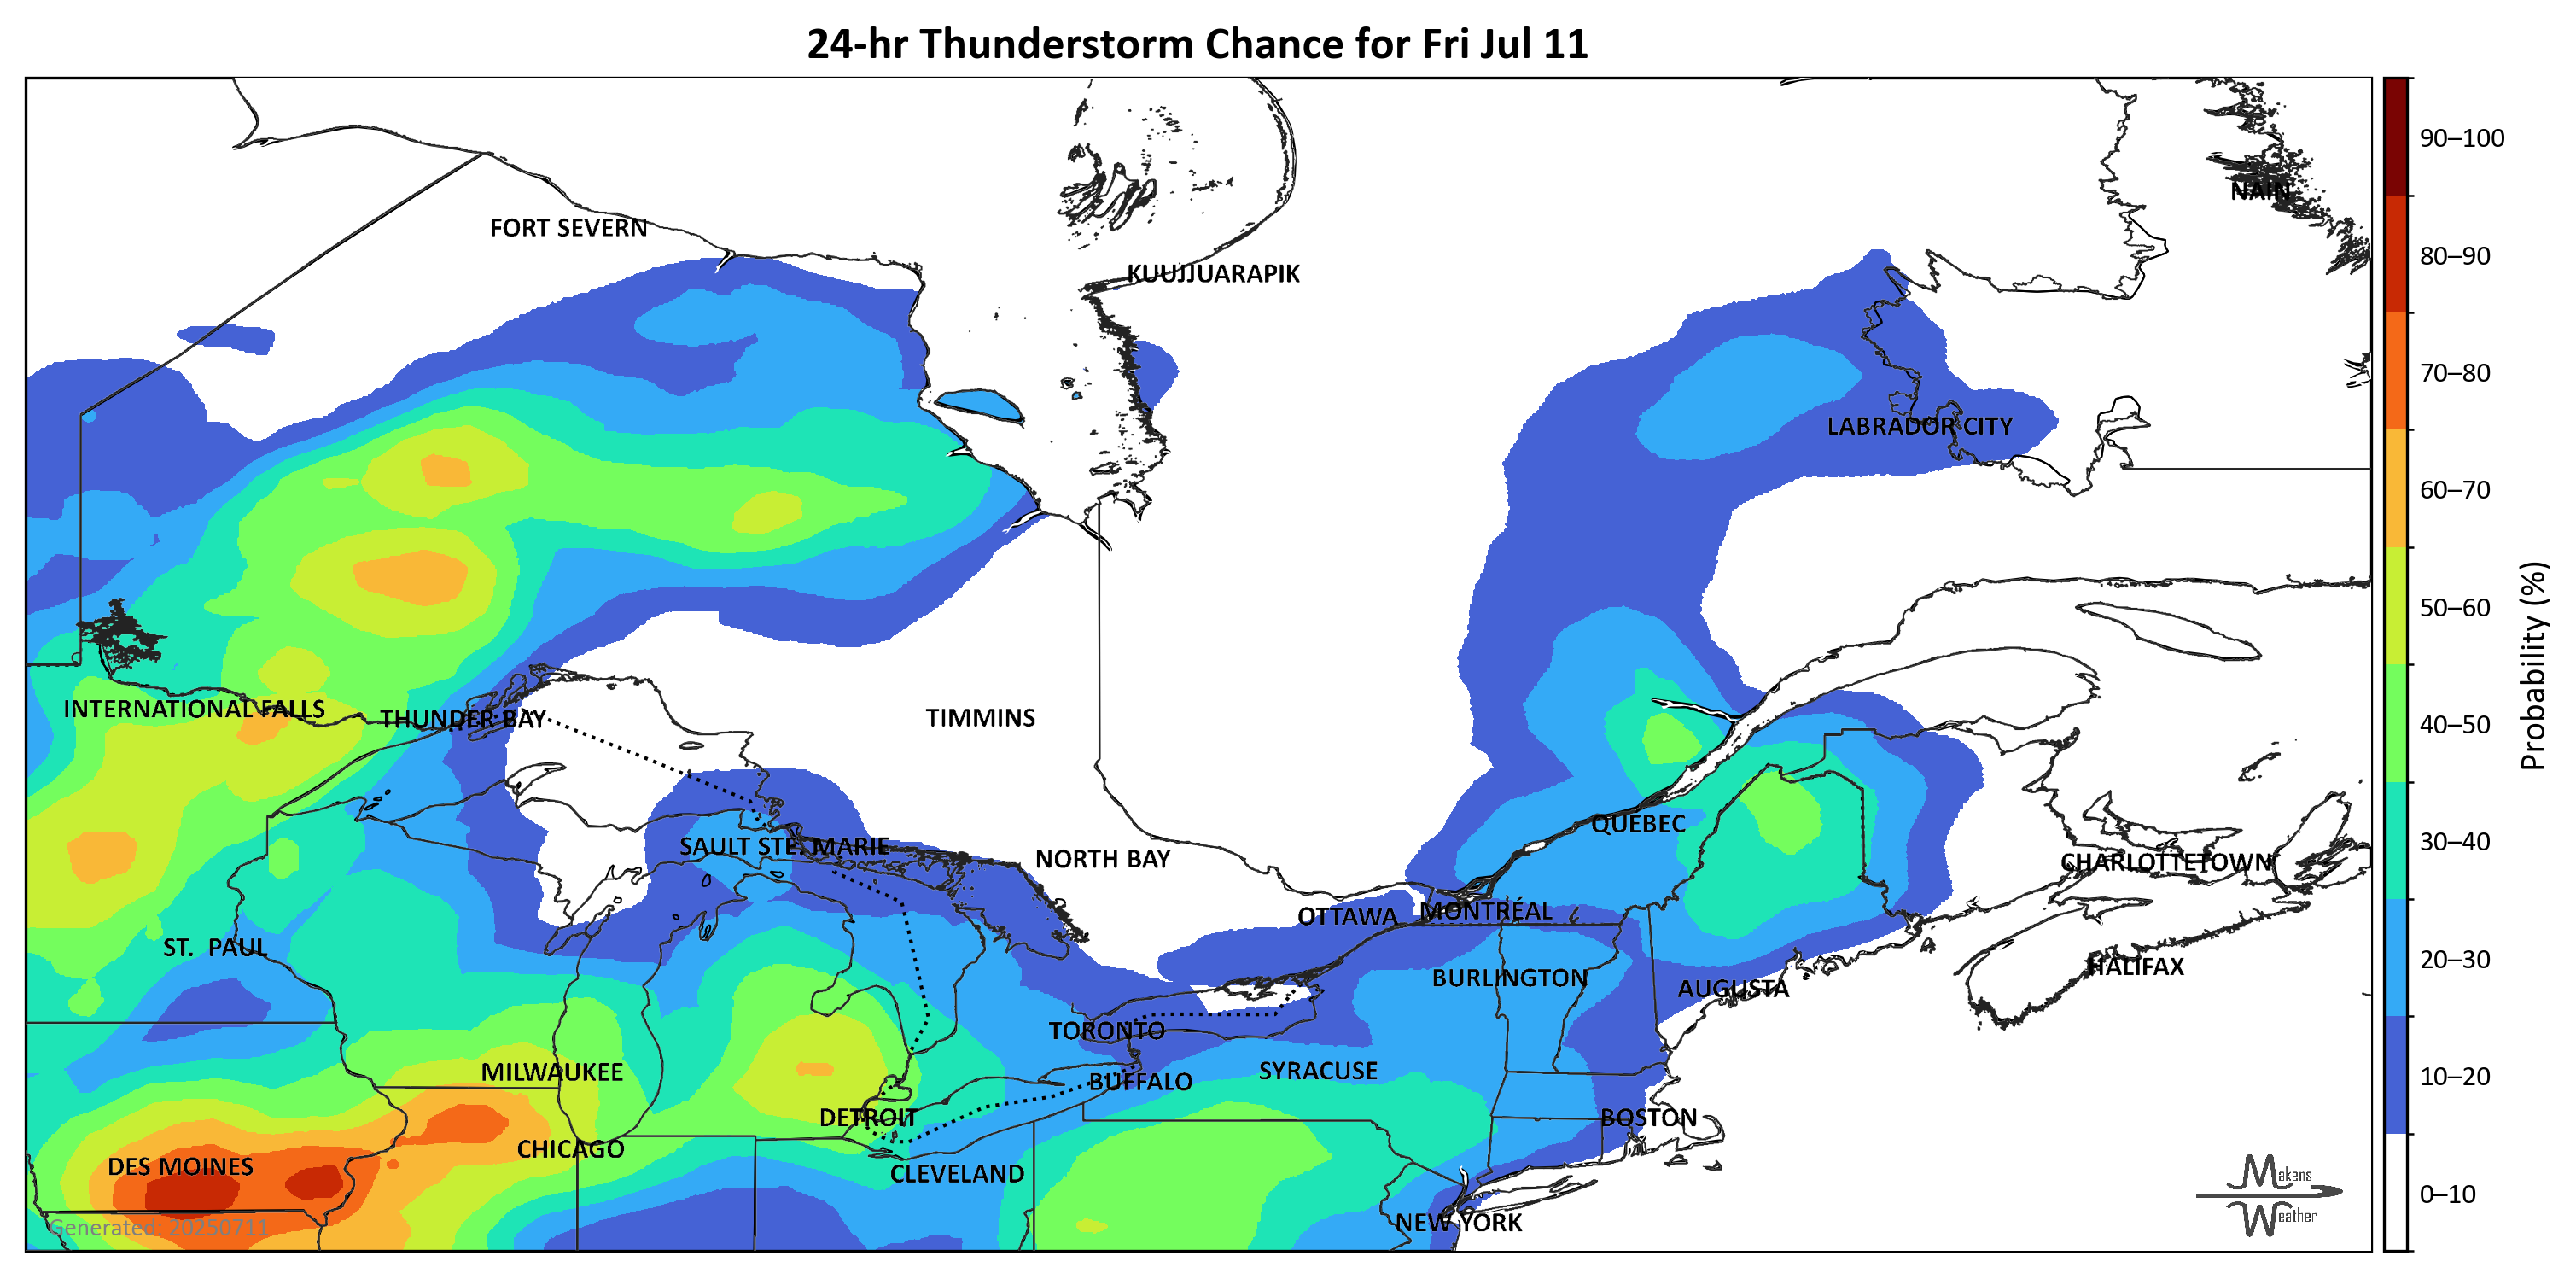 24-hr Thunderstorm Chance for Fri Jul 11
90–100
NAIN
FORT SEVERN
80–90
KUUJJUARAPIK
70–80
LABRADOR CITY
60–70
50–60
Probability (%)
INTERNATIONAL FALLS
THUNDER BAY
TIMMINS
40–50
QUEBEC
SAULT STE. MARIE
30–40
NORTH BAY
CHARLOTTETOWN
OTTAWA
MONTRÉAL
ST. PAUL
20–30
HALIFAX
BURLINGTON
AUGUSTA
TORONTO
MILWAUKEE
SYRACUSE
BUFFALO
10–20
DETROIT
BOSTON
CHICAGO
DES MOINES
CLEVELAND
Makens
Weather
0–10
NEW YORK
Generated: 20250711